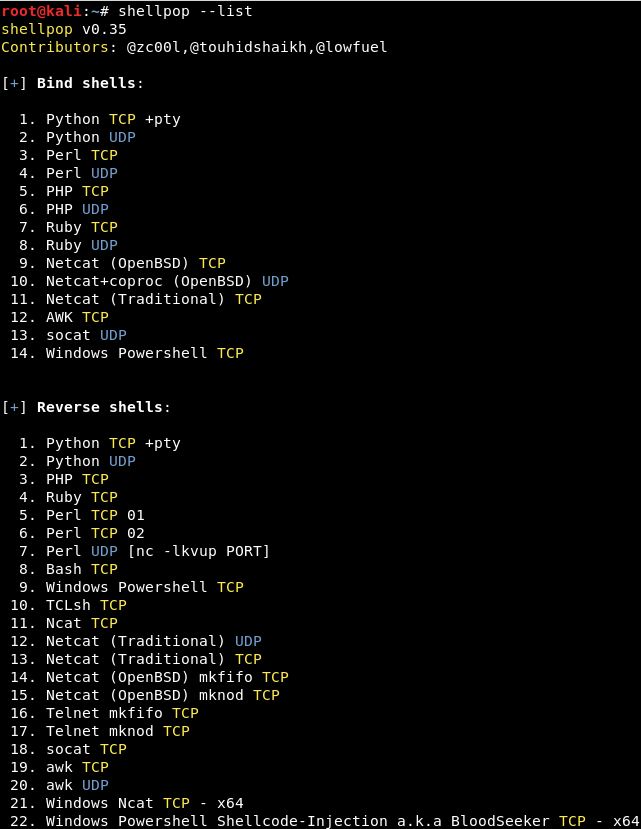 root@kali:~# shellpop --list
shellpop v0.35
Contributors: @zc00l,@touhidshaikh,@lowfuel
[+] Bind shells:
1. Python TCP +pty
2. Python UDP
3. Perl TCP
4. Perl UDP
5. PHP TCP
6. PHP UDP
7. Ruby TCP
8. Ruby UDP
9. Netcat (OpenBSD) TCP
10. Netcat+coproc (OpenBSD) UDP
11. Netcat (Traditional) TCP
12. AWK TCP
13. socat UDP
14. Windows Powershell TCP
[+] Reverse shells:
1. Python TCP +pty
2. Python UDP
3. PHP TCP
4. Ruby TCP
5. Perl TCP 01
6. Perl TCP 02
7. Perl UDP [nc -lkvup PORT]
8. Bash TCP
9. Windows Powershell TCP
10. TCLsh TCP
11. Ncat TCP
12. Netcat (Traditional) UDP
13. Netcat (Traditional) TCP
14. Netcat (OpenBSD) mkfifo TCP
15. Netcat (OpenBSD) mknod TCP
16. Telnet mkfifo TCP
17. Telnet mknod TCP
18. socat TCP
19. awk TCP
20. awk UDP
21. Windows Ncat TCP - x64
22. Windows Powershell Shellcode-Injection a.k.a BloodSeeker TCP - x64